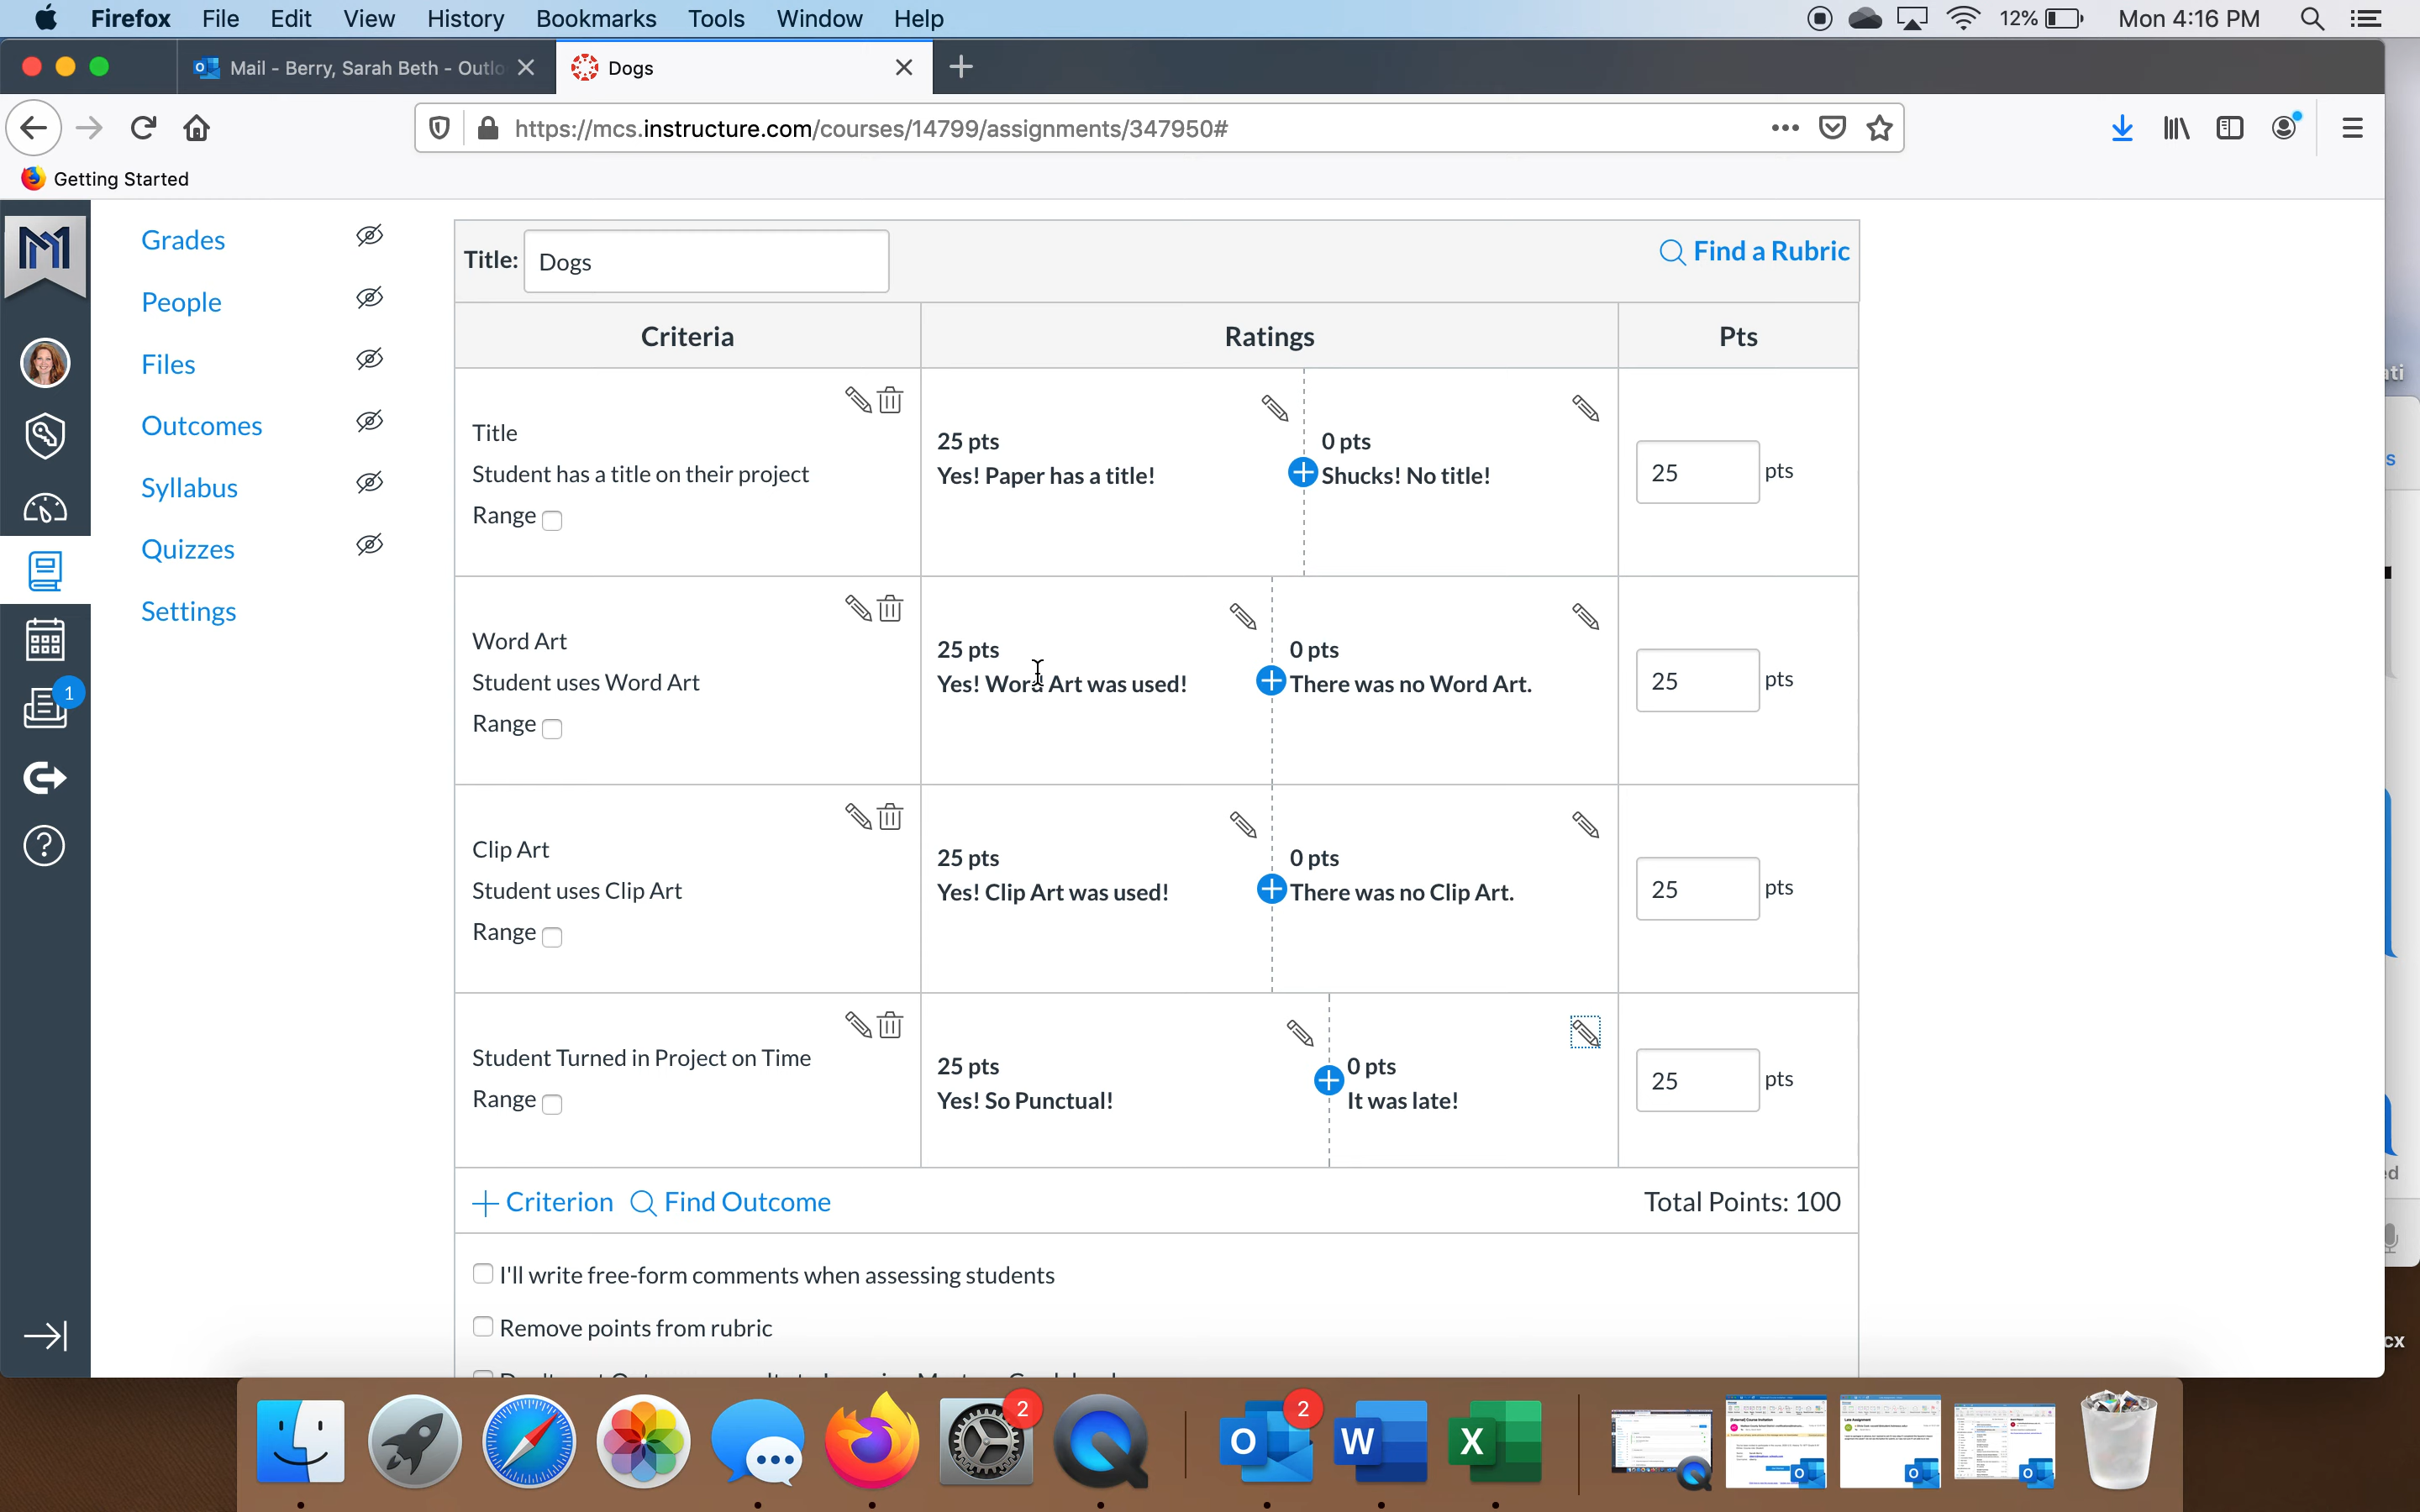 Firefox File Edit View History Bookmarks Tools Window Help 12% Mon 4:16 PM
Mail - Berry, Sarah Beth - Outlo
Dogs
https://mcs.instructure.com/courses/14799/assignments/347950#
Getting Started
Grades
People
Files
Outcomes
Syllabus
Quizzes
Settings
1
Title: Dogs
Find a Rubric
Criteria Ratings Pts
Title
Student has a title on their project
Range
25 pts
Yes! Paper has a title!
0 pts
Shucks! No title!
25 pts
Word Art
Student uses Word Art
Range
25 pts
Yes! Word Art was used!
0 pts
There was no Word Art.
25 pts
Clip Art
Student uses Clip Art
Range
25 pts
Yes! Clip Art was used!
0 pts
There was no Clip Art.
25 pts
Student Turned in Project on Time
Range
25 pts
Yes! So Punctual!
0 pts
It was late!
25 pts
Criterion Find Outcome Total Points: 100
I'll write free-form comments when assessing students
Remove points from rubric
2
2